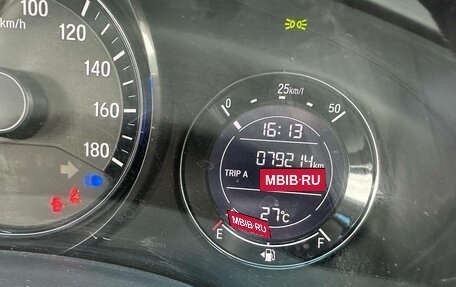 100
km/h
120
140
160
180
25km/l
0
50
16:13
079214km
TRIP A
MBIB·RU
27°C
MBIB·RU
E
F